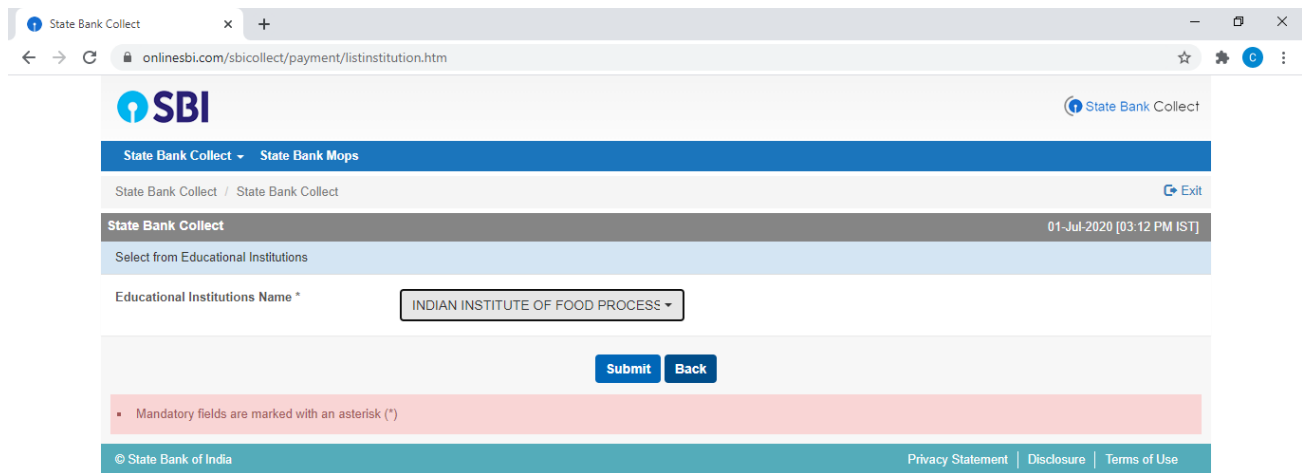 State Bank Collect
onlinesbi.com/sbicollect/payment/listinstitution.htm
C
SBI
State Bank Collect
State Bank Collect State Bank Mops
State Bank Collect / State Bank Collect
Exit
State Bank Collect
01-Jul-2020 [03:12 PM IST]
Select from Educational Institutions
Educational Institutions Name *
INDIAN INSTITUTE OF FOOD PROCESS
Submit Back
Mandatory fields are marked with an asterisk (*)
© State Bank of India
Privacy Statement | Disclosure | Terms of Use